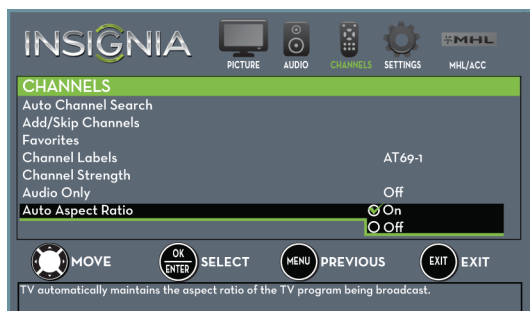 INSIGNIA
PICTURE AUDIO CHANNELS SETTINGS MHL MHL/ACC
CHANNELS
Auto Channel Search
Add/Skip Channels
Favorites
Channel Labels AT69-1
Channel Strength
Audio Only Off
Auto Aspect Ratio On
Off
MOVE OK ENTER SELECT MENU PREVIOUS EXIT EXIT
TV automatically maintains the aspect ratio of the TV program being broadcast.